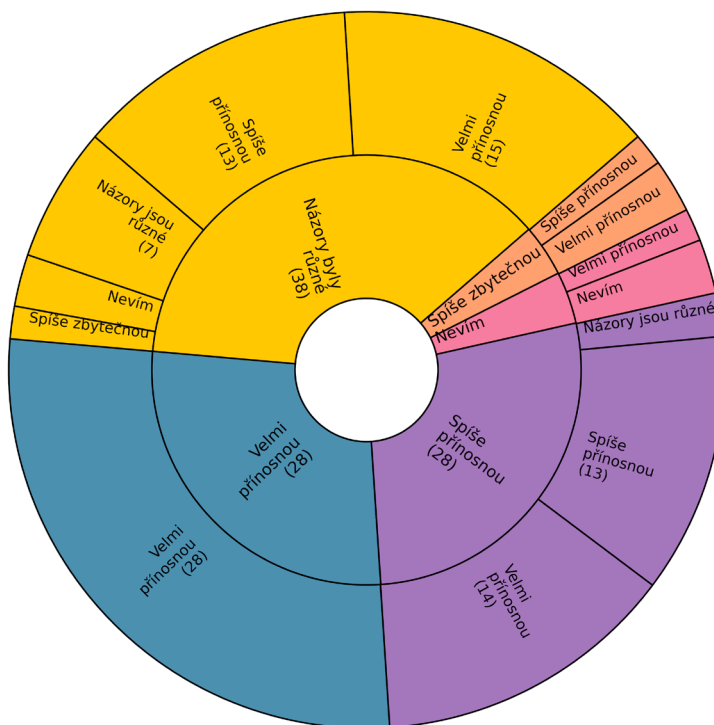 Velmi
přínosnou
(15)
Spíše
přínosnou
(13)
Názory jsou
různé
(7)
Nevím
Spíše zbytečnou
Názory byly
různé
(38)
Spíše přínosnou
Velmi přínosnou
Spíše zbytečnou
Velmi přínosnou
Nevím
Nevím
Názory jsou různé
Spíše
přínosnou
(13)
Spíše
přínosnou
(28)
Velmi
přínosnou
(14)
Velmi
přínosnou
(28)
Velmi
přínosnou
(28)